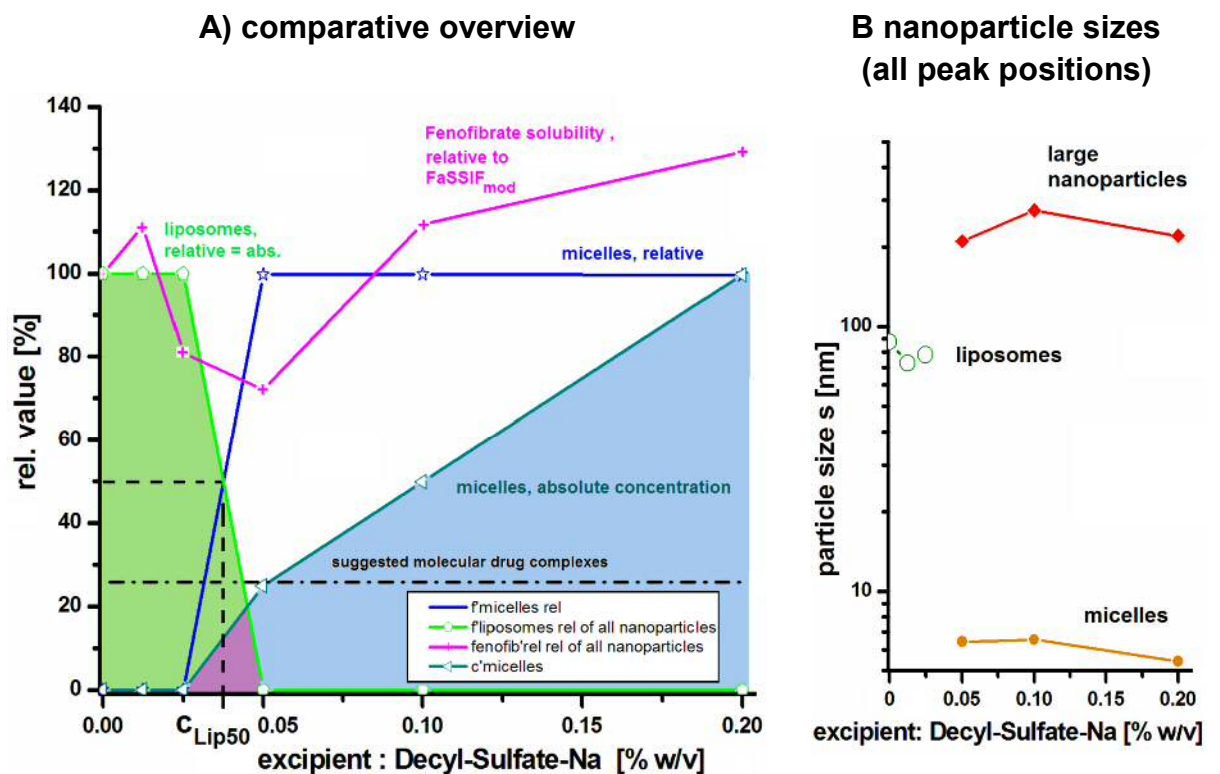 A) comparative overview
B nanoparticle sizes
(all peak positions)
140
120
100
80
60
40
20
0
rel. value [%]
Fenofibrate solubility ,
relative to
FaSSIFmod
liposomes,
relative = abs.
micelles, relative
micelles, absolute concentration
suggested molecular drug complexes
f'micelles rel
f'liposomes rel of all nanoparticles
fenofib'rel rel of all nanoparticles
c'micelles
0.00
cLip50
0.05
0.10
0.15
0.20
excipient : Decyl-Sulfate-Na [% w/v]
large
nanoparticles
100
liposomes
particle size s [nm]
10
micelles
0
0.05
0.10
0.15
0.20
excipient: Decyl-Sulfate-Na [% w/v]